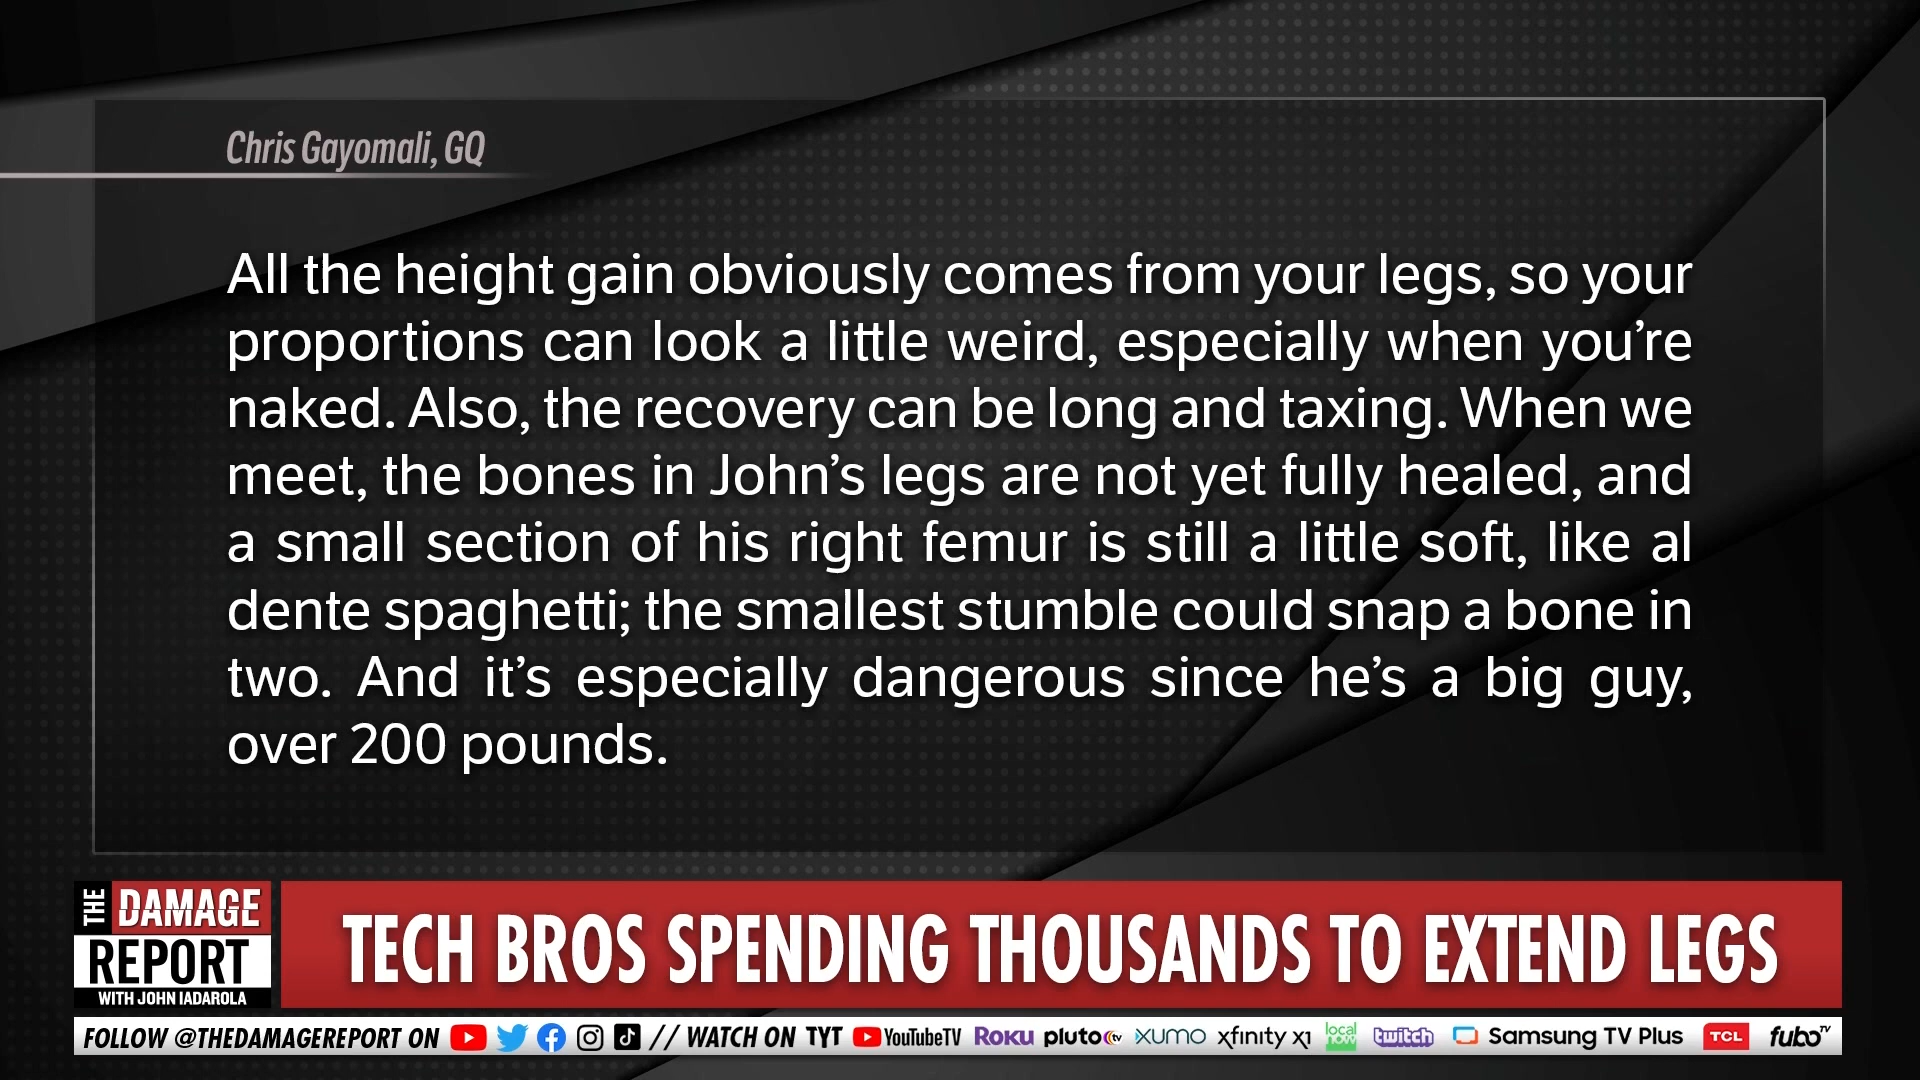 Chris Gayomali, GQ
All the height gain obviously comes from your legs, so your
proportions can look a little weird, especially when you’re
naked. Also, the recovery can be long and taxing. When we
meet, the bones in John’s legs are not yet fully healed, and
a small section of his right femur is still a little soft, like al
dente spaghetti; the smallest stumble could snap a bone in
two. And it’s especially dangerous since he’s a big guy,
over 200 pounds.
THE DAMAGE
REPORT
WITH JOHN IADAROLA
TECH BROS SPENDING THOUSANDS TO EXTEND LEGS
FOLLOW @THEDAMAGEREPORT ON // WATCH ON TYT YouTubeTV ROKU pluto tv XUMO xfinity x1 local now twitch Samsung TV Plus TCL fubo TV